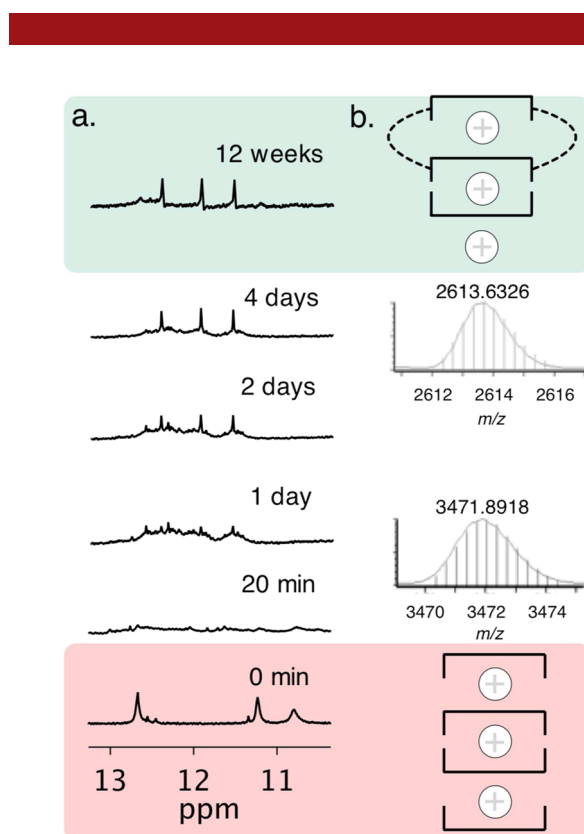 a.
b.
12 weeks
4 days
2613.6326
2612 2614 2616
m/z
2 days
1 day
3471.8918
20 min
3470 3472 3474
m/z
0 min
13 12 11
ppm